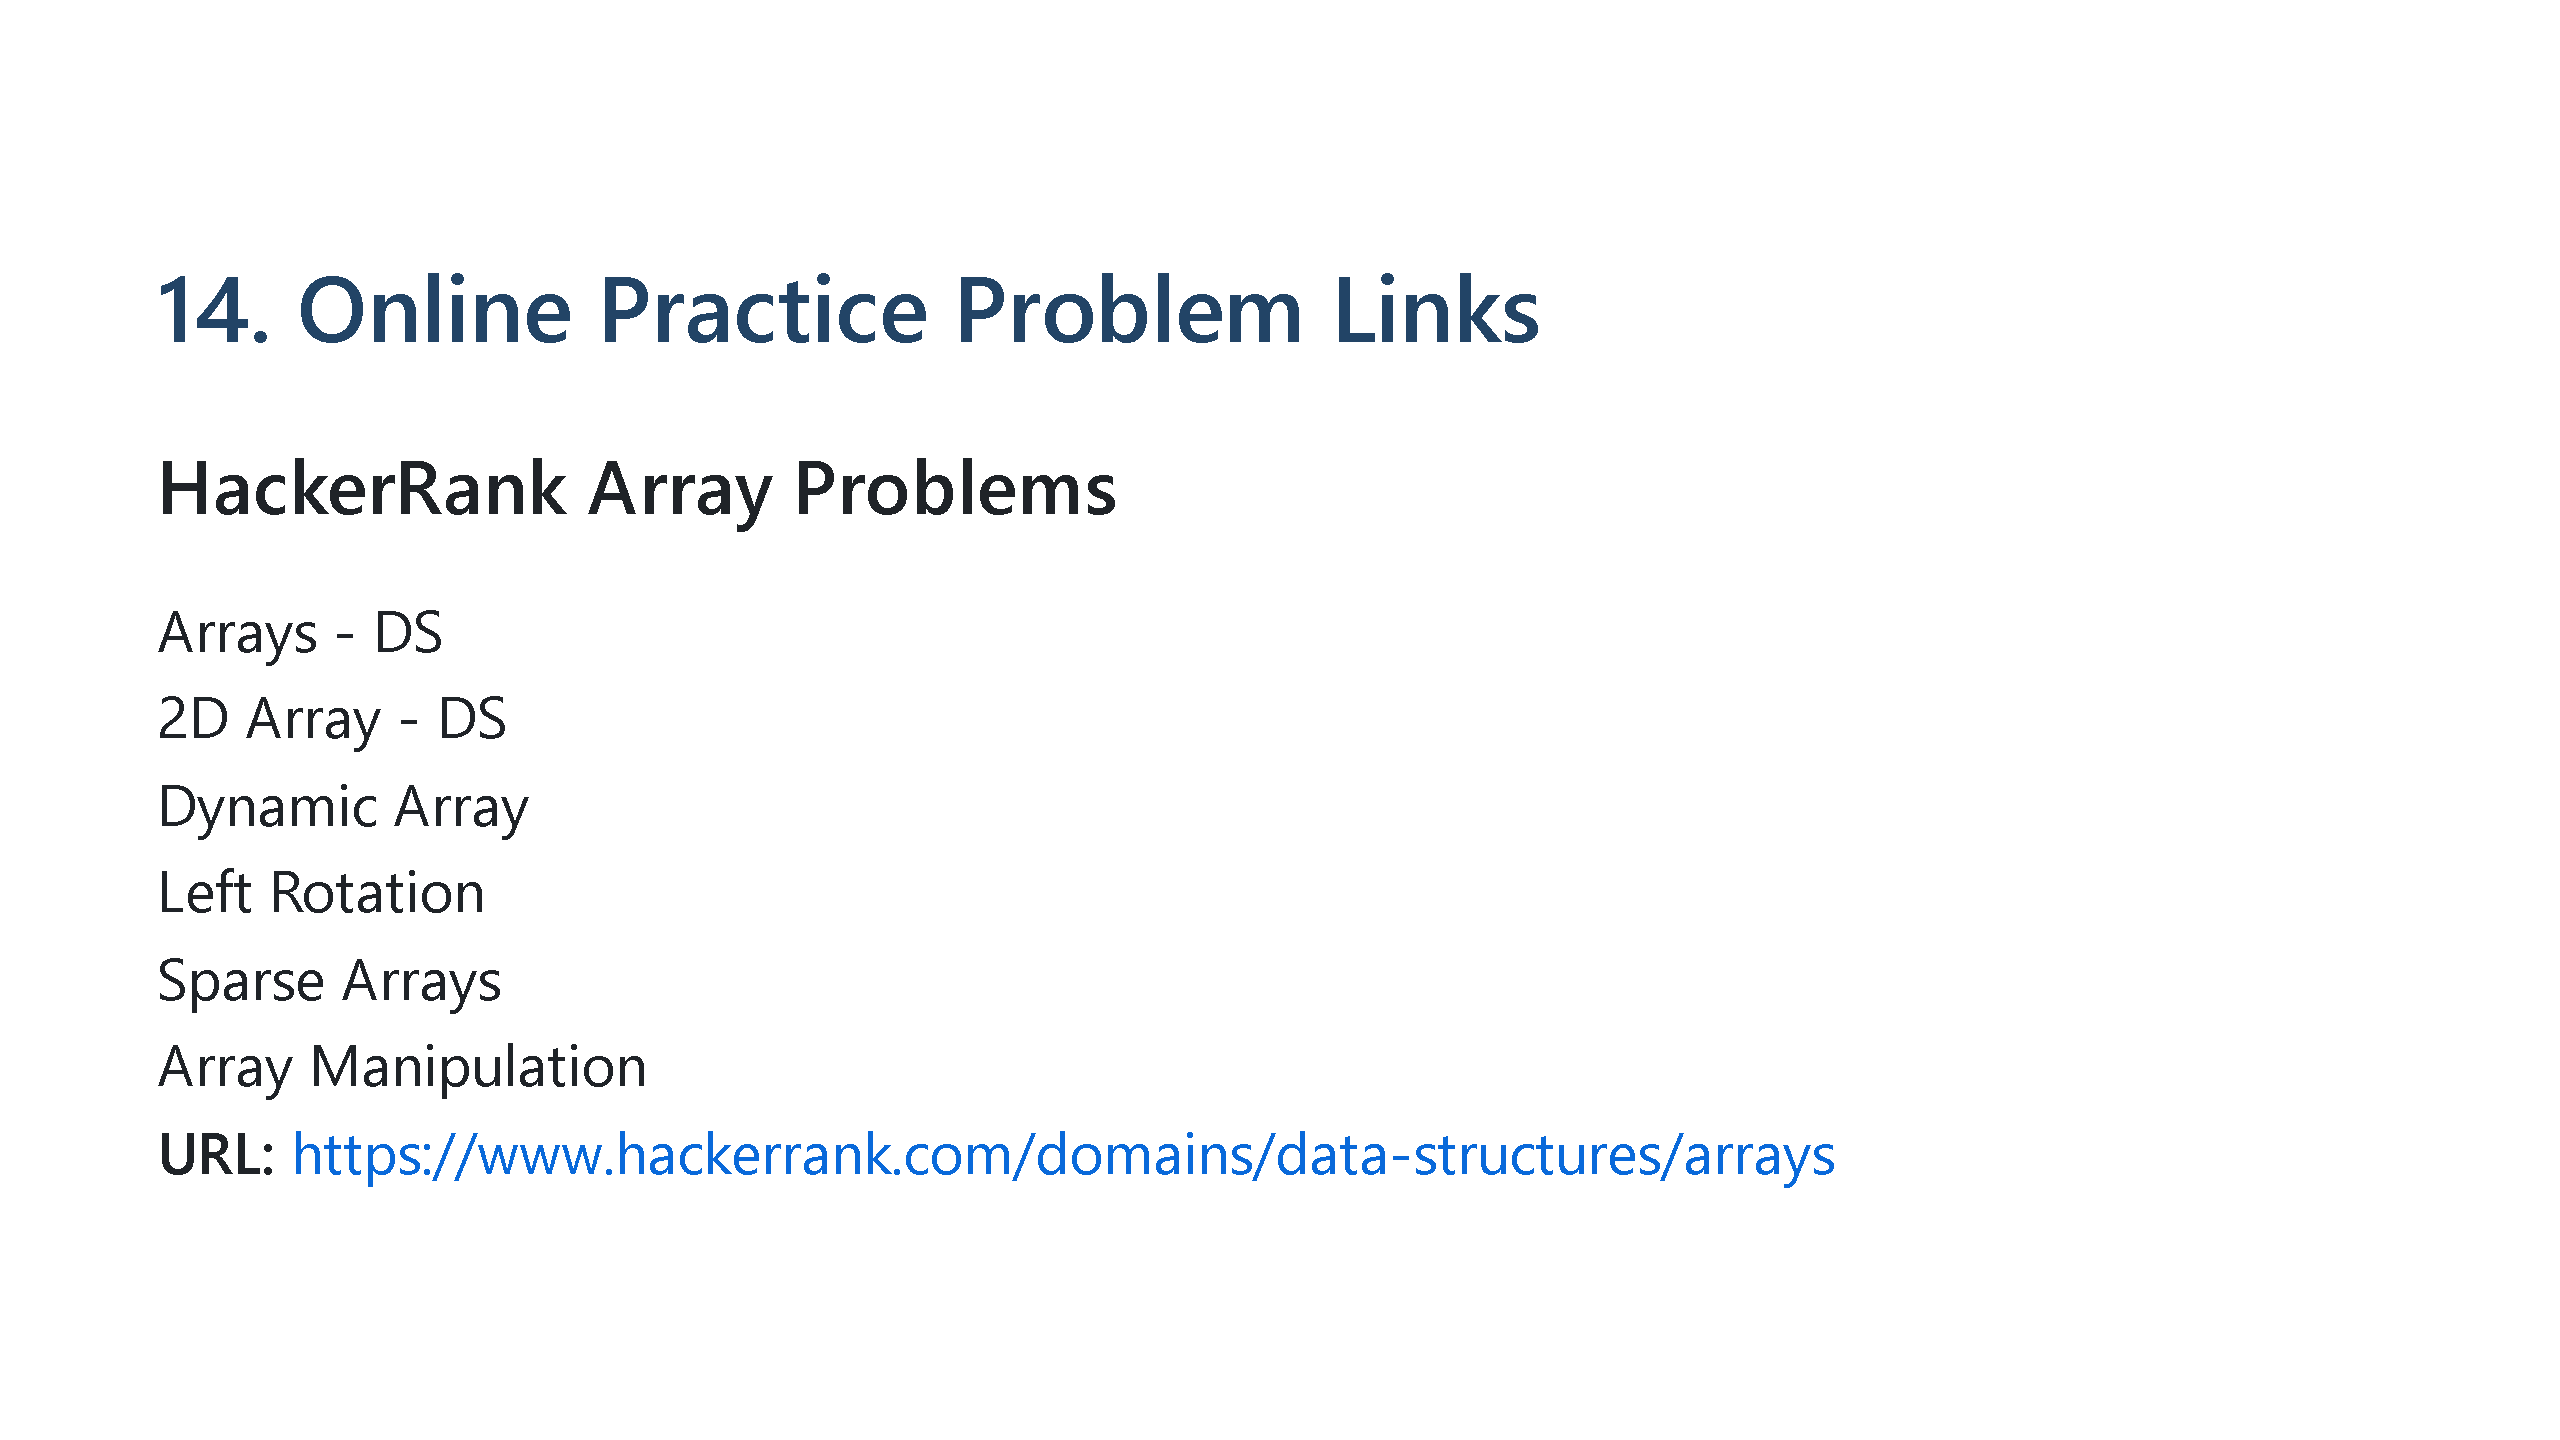 14. Online Practice Problem Links
HackerRank Array Problems
Arrays - DS
2D Array - DS
Dynamic Array
Left Rotation
Sparse Arrays
Array Manipulation
URL: https://www.hackerrank.com/domains/data-structures/arrays